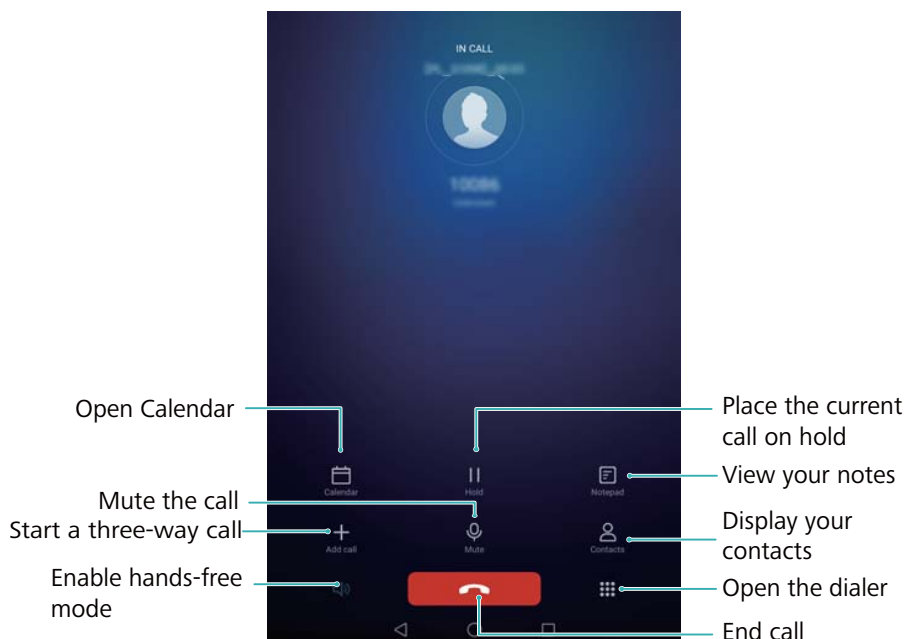 IN CALL
10086
Unknown
Open Calendar
Place the current
call on hold
Calendar
Hold
Notepad
View your notes
Mute the call
Start a three-way call
Add call
Mute
Contacts
Display your
contacts
Enable hands-free
mode
Open the dialer
End call